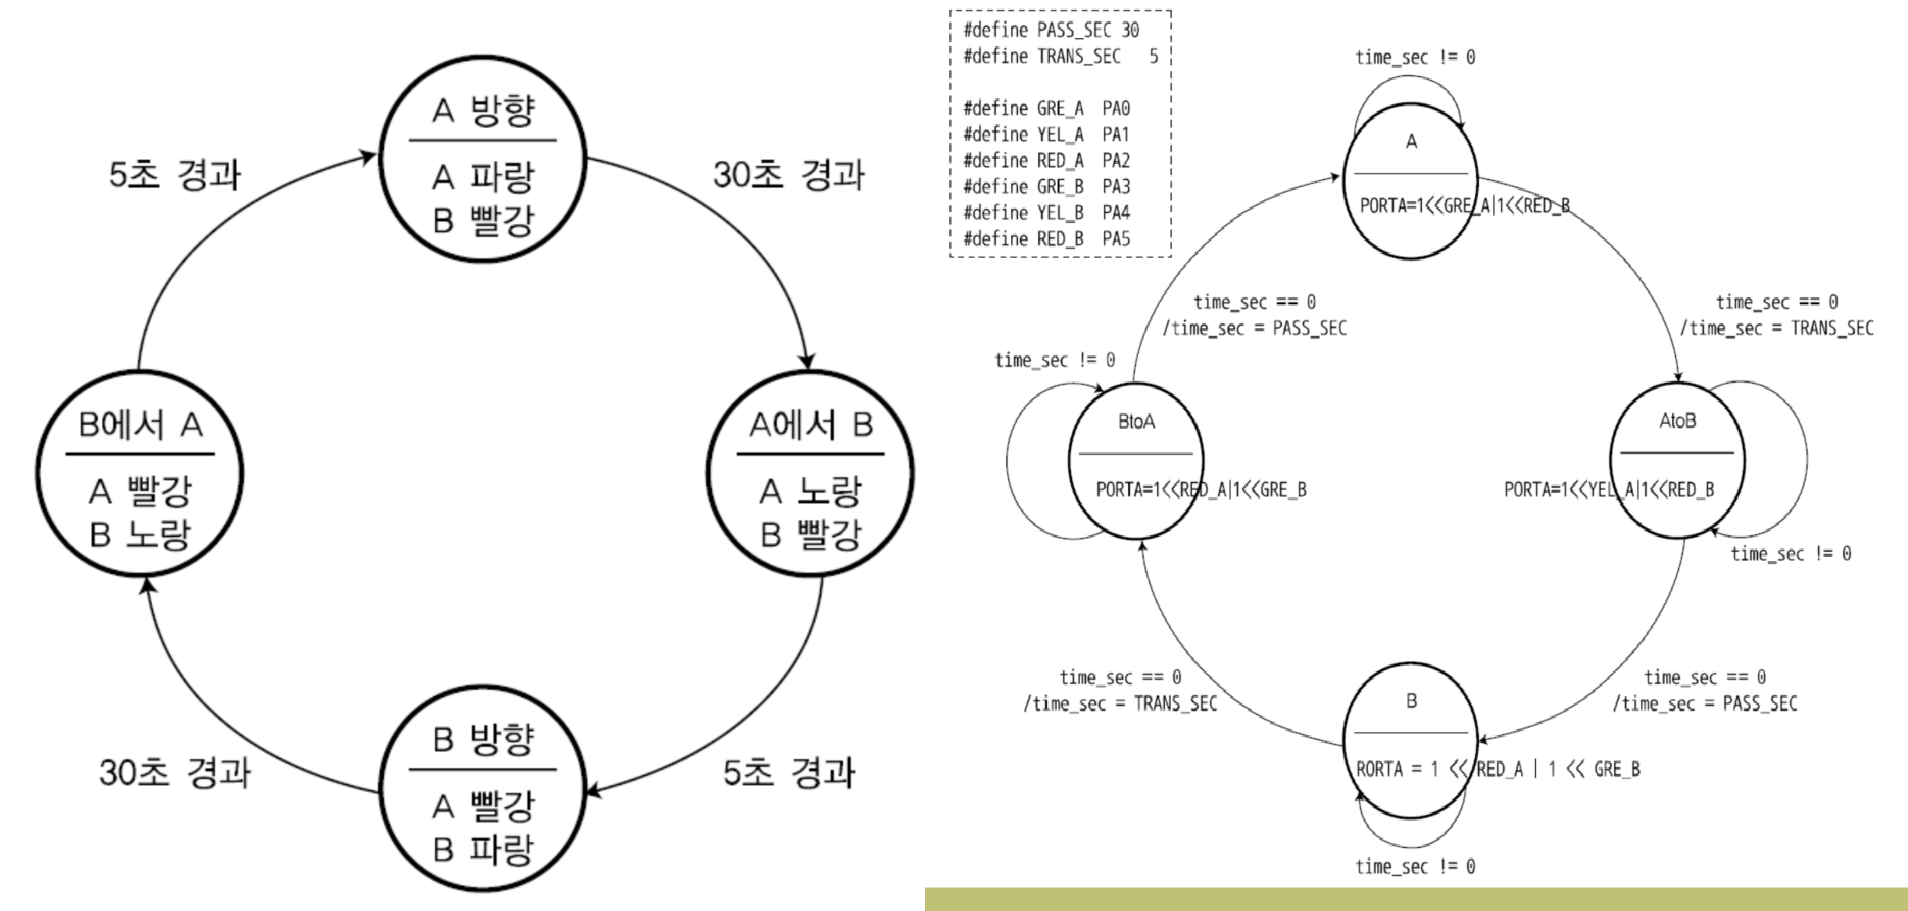 A 방향
A 파랑
B 빨강
5초 경과
30초 경과
B에서 A
A 빨강
B 노랑
A에서 B
A 노랑
B 빨강
30초 경과
5초 경과
B 방향
A 빨강
B 파랑
#define PASS_SEC 30
#define TRANS_SEC 5
#define GRE_A PA0
#define YEL_A PA1
#define RED_A PA2
#define GRE_B PA3
#define YEL_B PA4
#define RED_B PA5
time_sec != 0
A
PORTA=1<<GRE_A|1<<RED_B
time_sec == 0
/time_sec = PASS_SEC
time_sec == 0
/time_sec = TRANS_SEC
time_sec != 0
BtoA
PORTA=1<<RED_A|1<<GRE_B
AtoB
PORTA=1<<YEL_A|1<<RED_B
time_sec != 0
time_sec == 0
/time_sec = TRANS_SEC
time_sec == 0
/time_sec = PASS_SEC
B
RORTA = 1 << RED_A | 1 << GRE_B
time_sec != 0